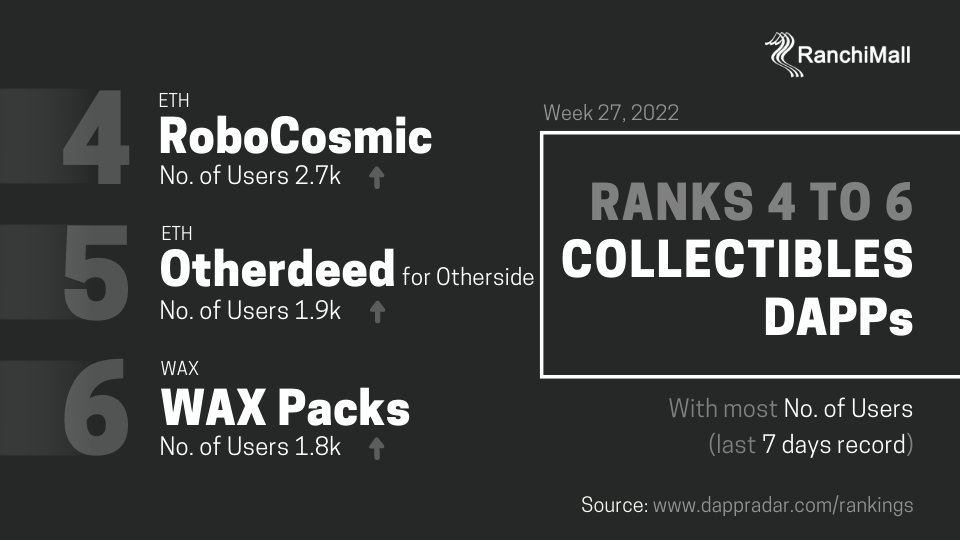 RanchiMall
4
ETH
RoboCosmic
No. of Users 2.7k
5
ETH
Otherdeed for Otherside
No. of Users 1.9k
6
WAX
WAX Packs
No. of Users 1.8k
Week 27, 2022
RANKS 4 TO 6
COLLECTIBLES
DAPPs
With most No. of Users
(last 7 days record)
Source: www.dappradar.com/rankings